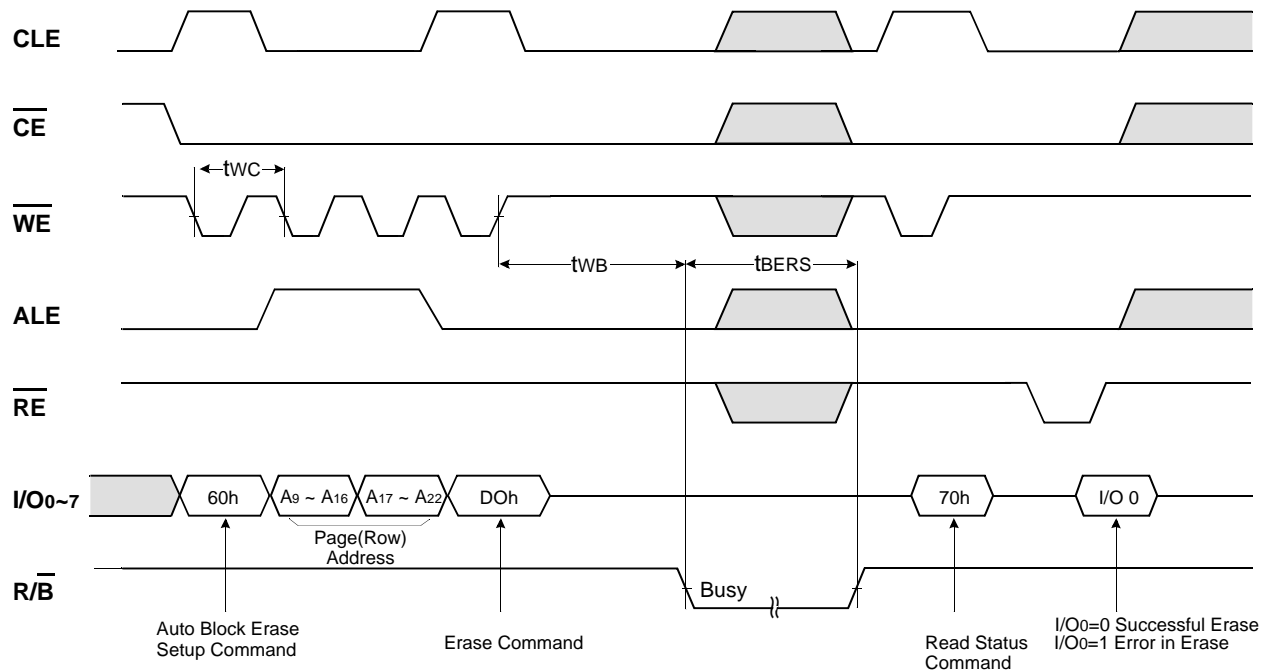 CLE
CE
tWC
WE
tWB
tBERS
ALE
RE
I/O0~7
60h
A9 ~ A16
A17 ~ A22
DOh
70h
I/O 0
Page(Row)
Address
R/B
Busy
Auto Block Erase
Setup Command
Erase Command
Read Status
Command
I/O0=0 Successful Erase
I/O0=1 Error in Erase